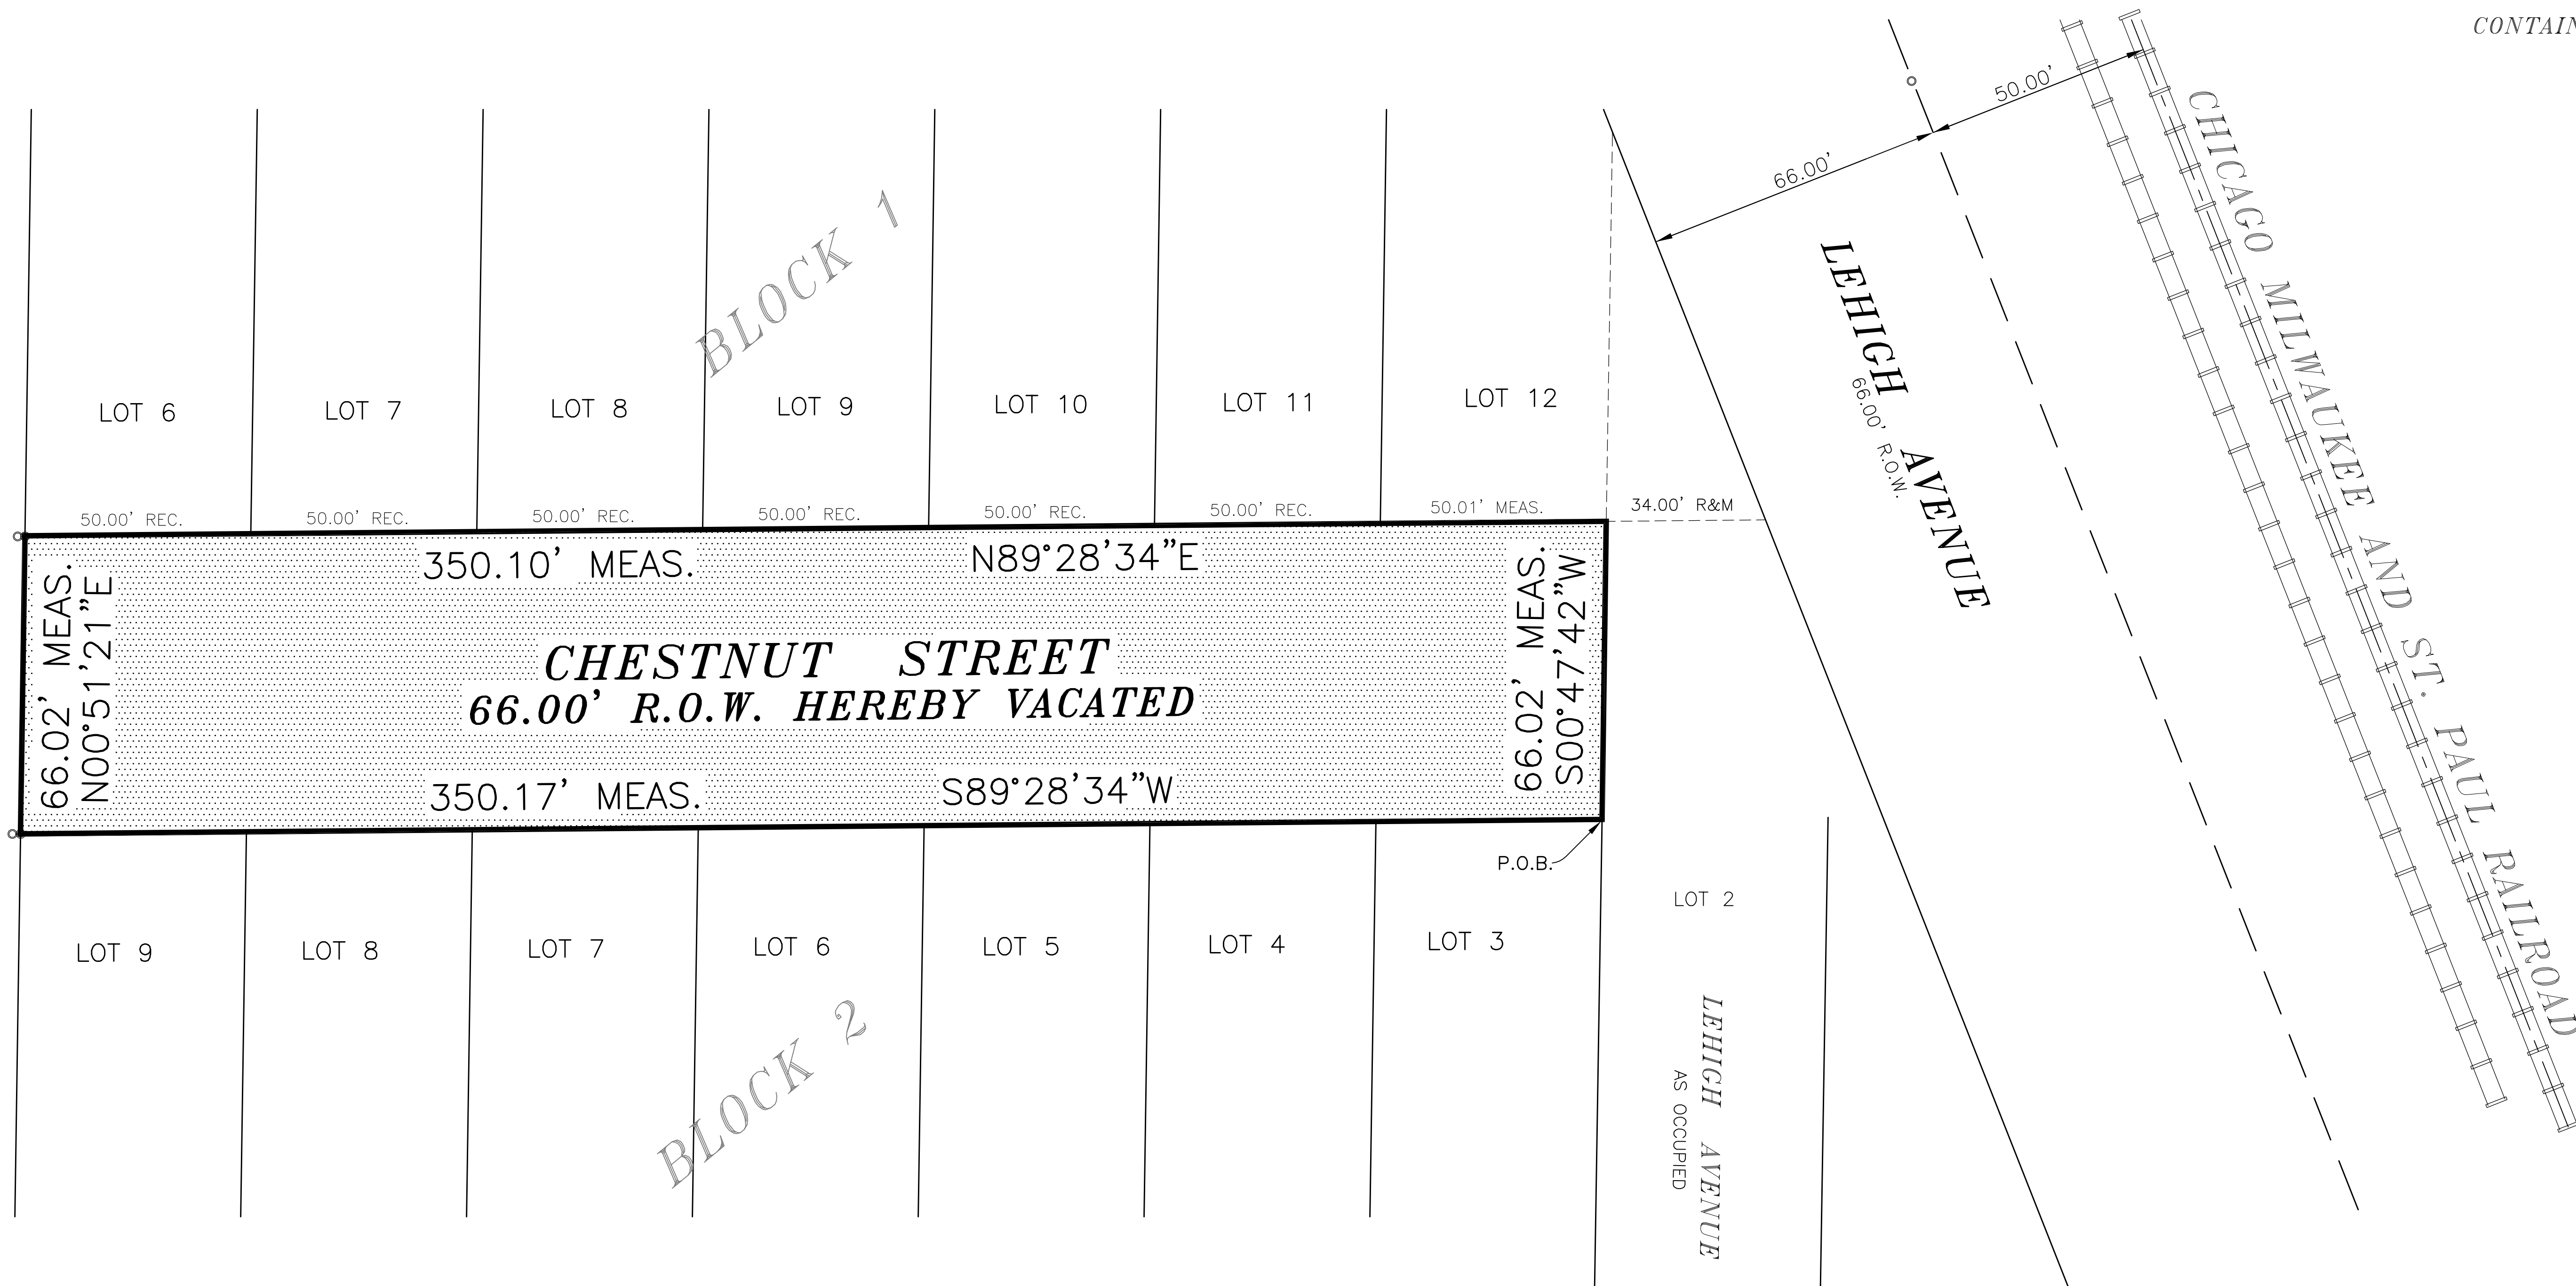 CONTAIN
50.00'
66.00'
CHICAGO MILWAUKEE AND ST. PAUL RAILROAD
LEHIGH AVENUE
66.00' R.O.W.
BLOCK 1
LOT 6
LOT 7
LOT 8
LOT 9
LOT 10
LOT 11
LOT 12
50.00' REC.
50.00' REC.
50.00' REC.
50.00' REC.
50.00' REC.
50.00' REC.
50.01' MEAS.
34.00' R&M
350.10' MEAS.
N89°28'34"E
66.02' MEAS.
N00°51'21"E
CHESTNUT STREET
66.00' R.O.W. HEREBY VACATED
66.02' MEAS.
S00°47'42"W
350.17' MEAS.
S89°28'34"W
P.O.B.
LOT 9
LOT 8
LOT 7
LOT 6
LOT 5
LOT 4
LOT 3
LOT 2
BLOCK 2
LEHIGH AVENUE
AS OCCUPIED